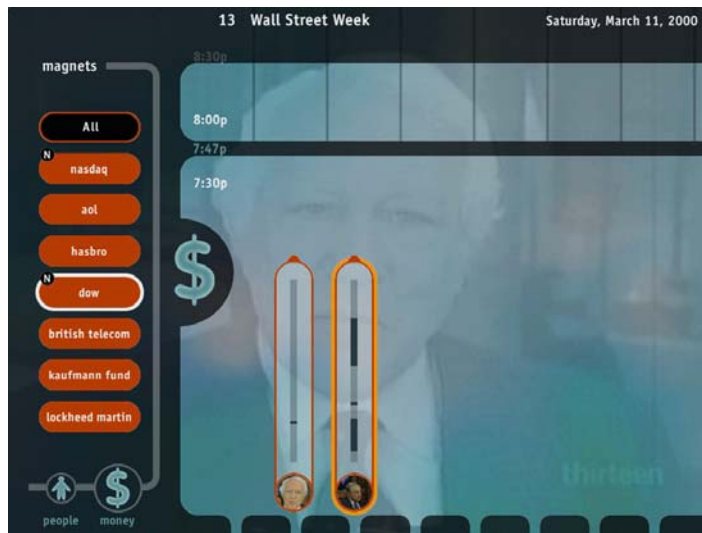 13 Wall Street Week
Saturday, March 11, 2000
magnets
All
N
nasdaq
aol
hasbro
N
dow
british telecom
kaufmann fund
lockheed martin
people
money
8:30p
8:00p
7:47p
7:30p
$
$
thirteen